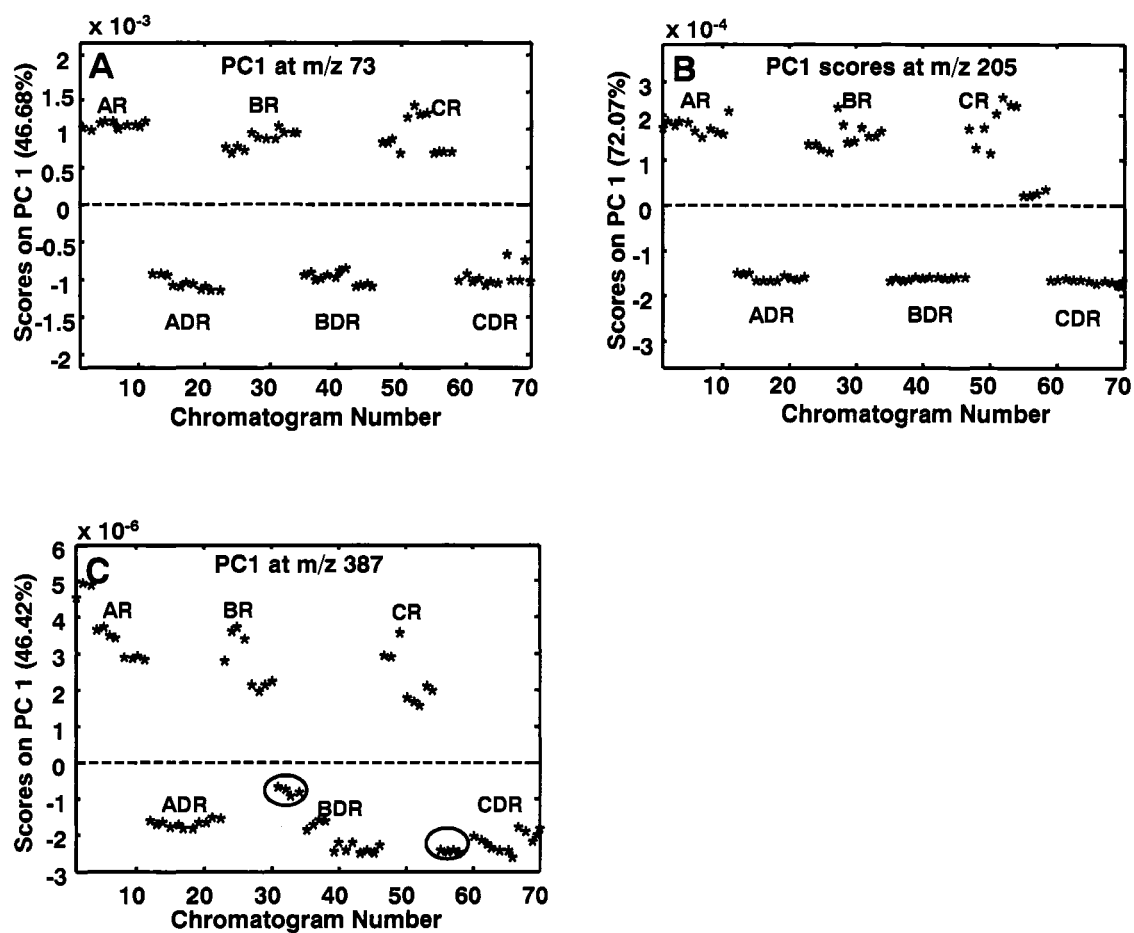 x 10-3
A
PC1 at m/z 73
Scores on PC 1 (46.68%)
2
1.5
1
0.5
0
-0.5
-1
-1.5
-2
AR
BR
CR
ADR
BDR
CDR
10 20 30 40 50 60 70
Chromatogram Number
x 10-4
B
PC1 scores at m/z 205
Scores on PC 1 (72.07%)
3
2
1
0
-1
-2
-3
AR
BR
CR
ADR
BDR
CDR
10 20 30 40 50 60 70
Chromatogram Number
x 10-6
C
PC1 at m/z 387
Scores on PC 1 (46.42%)
6
5
4
3
2
1
0
-1
-2
-3
AR
BR
CR
ADR
BDR
CDR
10 20 30 40 50 60 70
Chromatogram Number